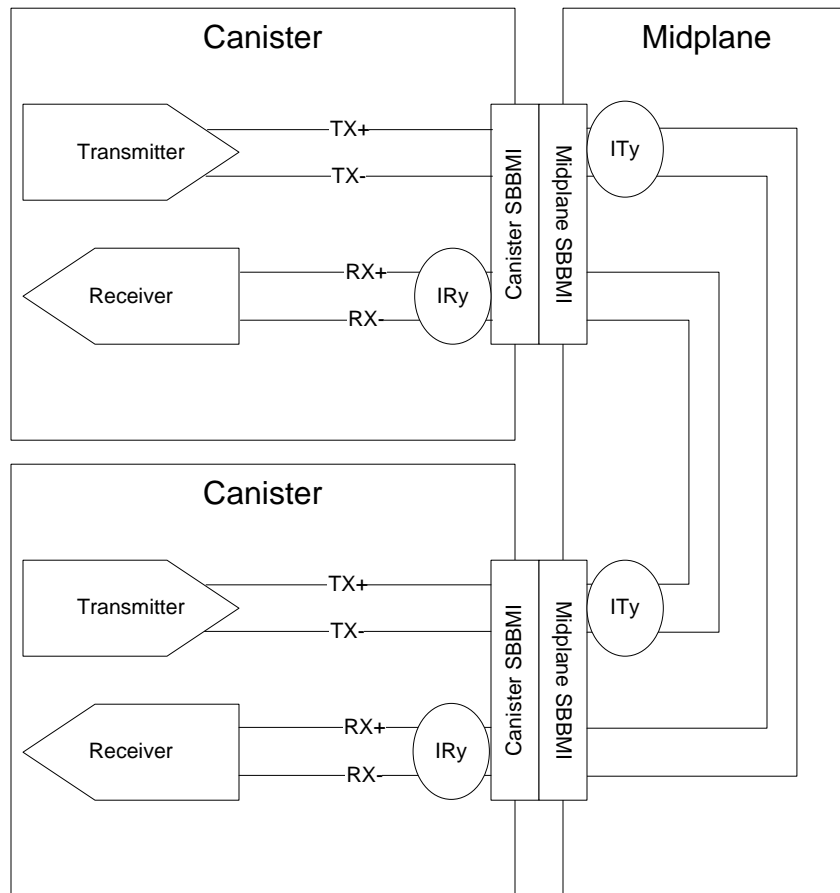 Canister
Midplane
Transmitter
TX+
TX-
Canister SBBMI
Midplane SBBMI
ITy
Receiver
RX+
RX-
IRy
Canister
Transmitter
TX+
TX-
Canister SBBMI
Midplane SBBMI
ITy
Receiver
RX+
RX-
IRy